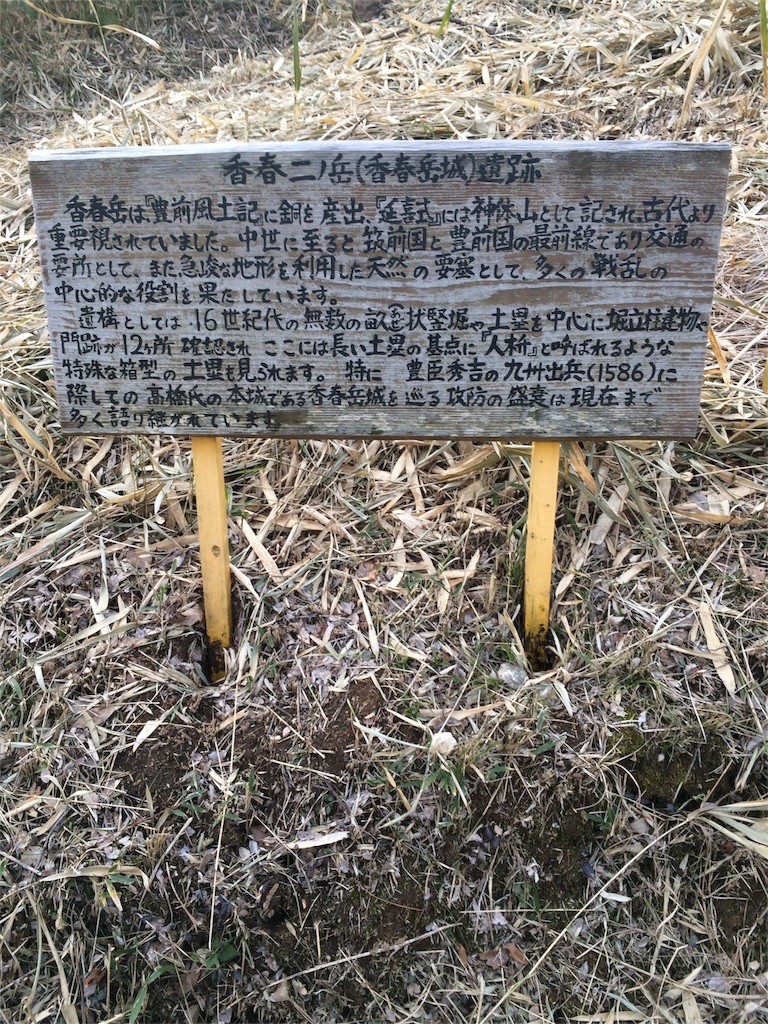 香春二ノ岳(香春岳城)遺跡
香春岳は『豊前風土記』に銅を産出、『延喜式』には神体山として記され、古代より
重要視されていました。中世に至ると筑前国と豊前国の最前線であり交通の
要所として、また急峻な地形を利用した天然の要塞として、多くの戦乱の
中心的な役割を果たしています。
遺構としては、16世紀代の無数の畝(うね)状竪堀や、土塁を中心に堀立柱建物や
門跡が12ヶ所確認され ここには長い土塁の基点に『人桝』と呼ばれるような
特殊な箱型の土塁を見られます。特に 豊臣秀吉の九州出兵(1586)に
際しての高橋氏の本城である香春岳城を巡る攻防の盛衰は現在まで
多く語り継がれています